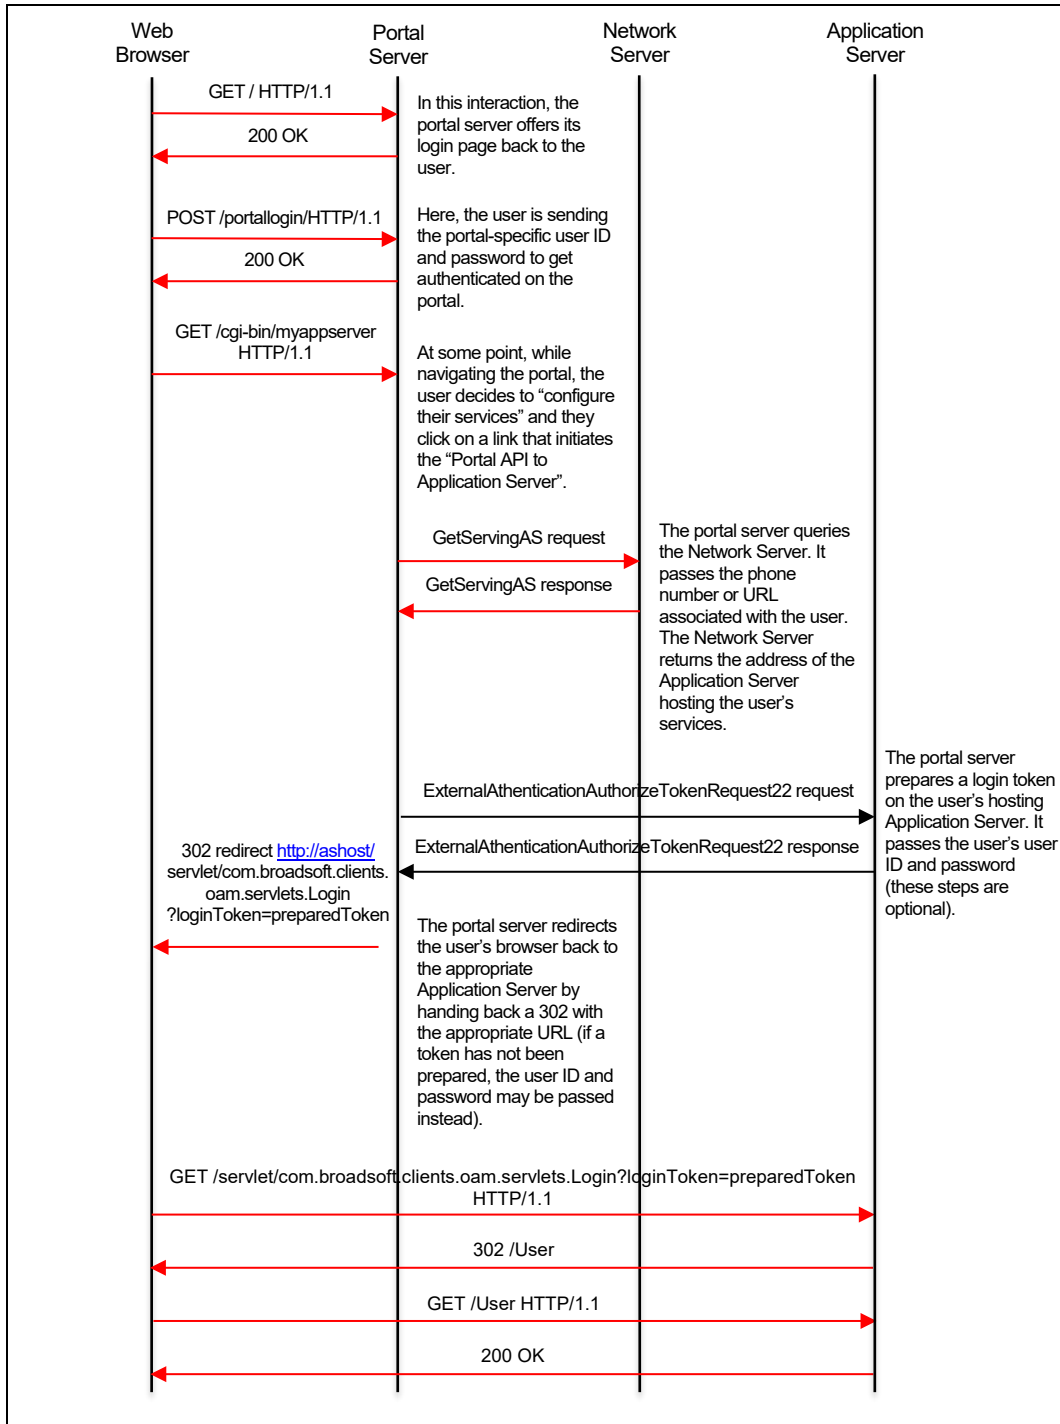 Web
Browser
Portal
Server
Network
Server
Application
Server
GET / HTTP/1.1
In this interaction, the
portal server offers its
login page back to the
user.
200 OK
POST /portallogin/HTTP/1.1
Here, the user is sending
the portal-specific user ID
and password to get
authenticated on the
portal.
200 OK
GET /cgi-bin/myappserver
HTTP/1.1
At some point, while
navigating the portal, the
user decides to “configure
their services” and they
click on a link that initiates
the “Portal API to
Application Server”.
GetServingAS request
GetServingAS response
The portal server queries
the Network Server. It
passes the phone
number or URL
associated with the user.
The Network Server
returns the address of the
Application Server
hosting the user’s
services.
ExternalAthenticationAuthorizeTokenRequest22 request
ExternalAthenticationAuthorizeTokenRequest22 response
The portal server
prepares a login token
on the user’s hosting
Application Server. It
passes the user’s user
ID and password
(these steps are
optional).
302 redirect http://ashost/
servlet/com.broadsoft.clients.
oam.servlets.Login
?loginToken=preparedToken
The portal server redirects
the user’s browser back to
the appropriate
Application Server by
handing back a 302 with
the appropriate URL (if a
token has not been
prepared, the user ID and
password may be passed
instead).
GET /servlet/com.broadsoft.clients.oam.servlets.Login?loginToken=preparedToken
HTTP/1.1
302 /User
GET /User HTTP/1.1
200 OK